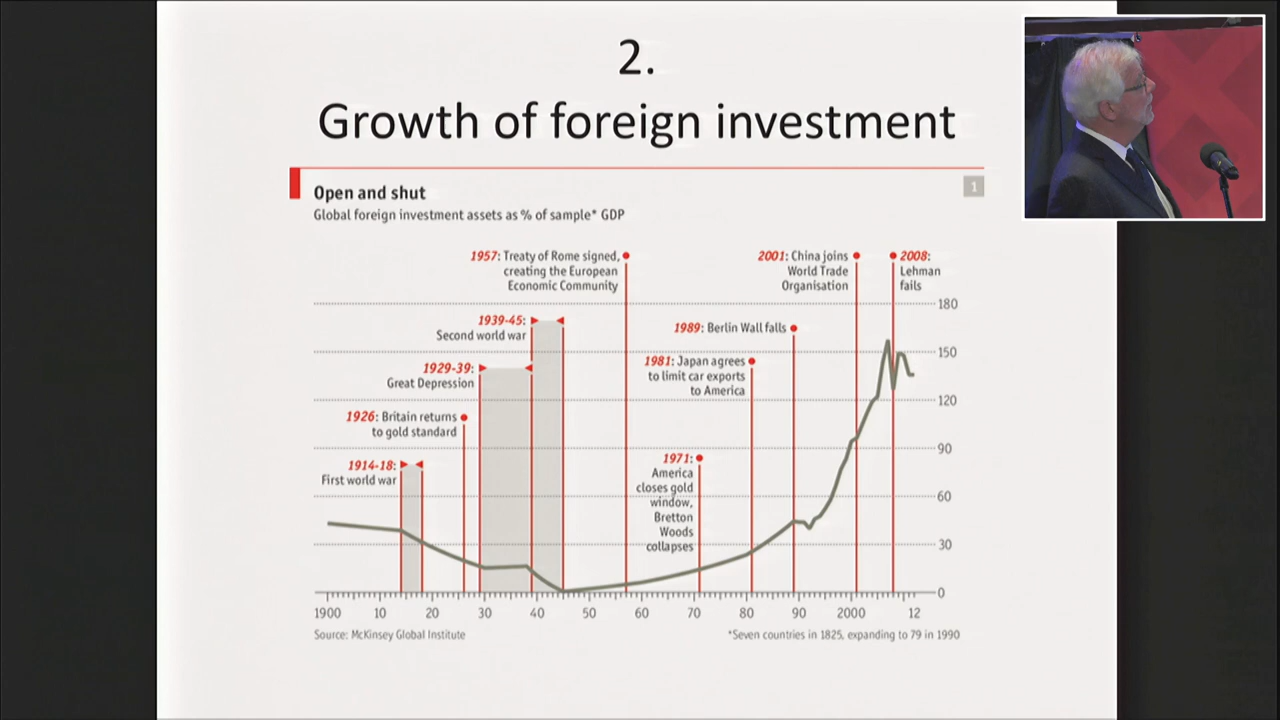 2.
Growth of foreign investment
Open and shut
1
Global foreign investment assets as % of sample* GDP
1957: Treaty of Rome signed,
creating the European
Economic Community
2001: China joins
World Trade
Organisation
2008:
Lehman
fails
180
1939-45:
Second world war
1989: Berlin Wall falls
150
1929-39:
Great Depression
1981: Japan agrees
to limit car exports
to America
120
1926: Britain returns
to gold standard
90
1914-18:
First world war
1971:
America
closes gold
window,
Bretton
Woods
collapses
60
30
0
1900 10 20 30 40 50 60 70 80 90 2000 12
Source: McKinsey Global Institute
*Seven countries in 1825, expanding to 79 in 1990